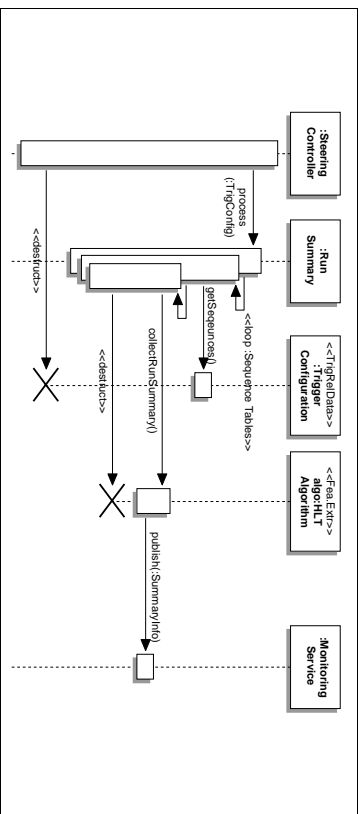 :Steering
Controller
:Run
Summary
<<TrigRelData>>
:Trigger
Configuration
<<Fea.Extr>>
algo:HLT
Algorithm
:Monitoring
Service
process
(:TrigConfig)
<<loop :Sequence Tables>>
getSeqeunces()
collectRunSummary()
publish(:SummaryInfo)
<<destruct>>
<<destruct>>